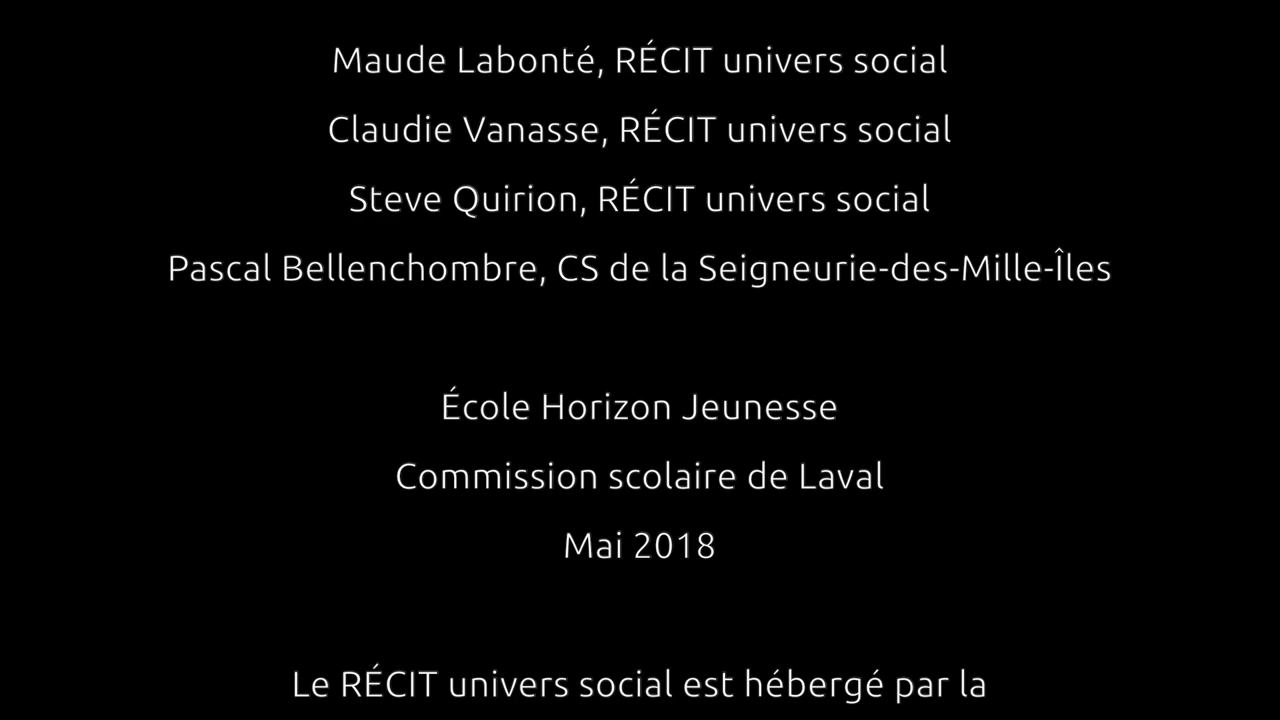 Maude Labonté, RÉCIT univers social
Claudie Vanasse, RÉCIT univers social
Steve Quirion, RÉCIT univers social
Pascal Bellenchombre, CS de la Seigneurie-des-Mille-Îles
École Horizon Jeunesse
Commission scolaire de Laval
Mai 2018
Le RÉCIT univers social est hébergé par la